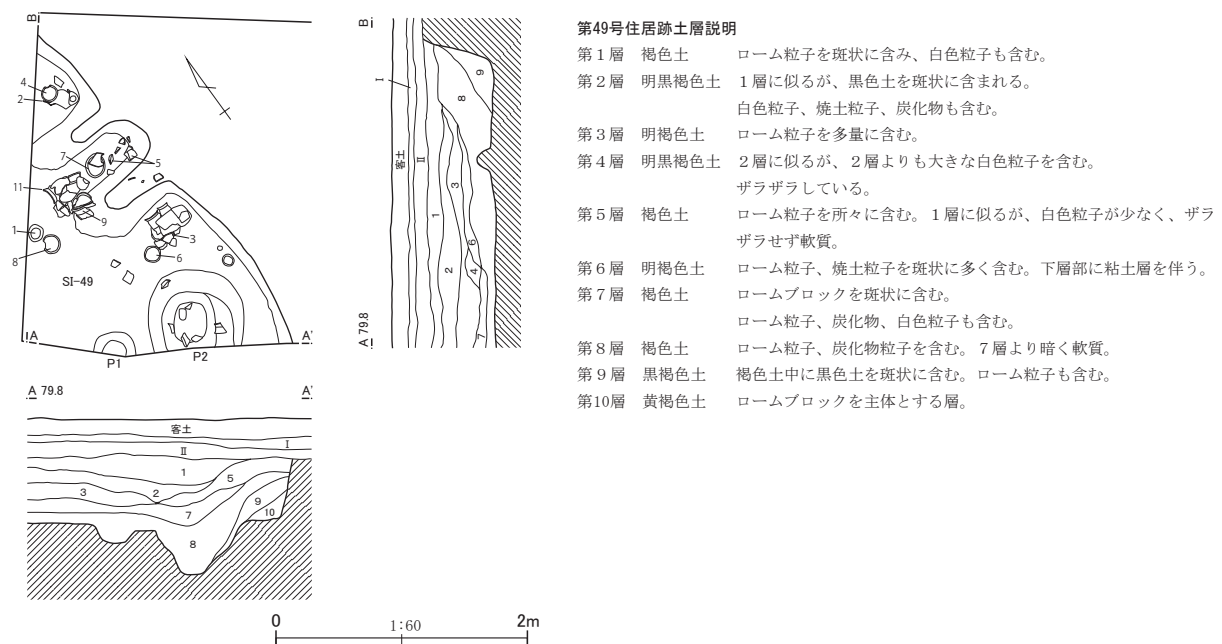 B
4
2
7
5
11
9
1
3
8
6
SI-49
A
A'
P1
P2
B
I
客土
II
9
8
3
1
6
2
4
7
A 79.8
A 79.8
A'
客土
I
II
1
5
3
2
9
7
10
8
0
1:60
2m
第49号住居跡土層説明
第１層 褐色土 ローム粒子を斑状に含み、白色粒子も含む。
第２層 明黒褐色土 １層に似るが、黒色土を斑状に含まれる。
白色粒子、焼土粒子、炭化物も含む。
第３層 明褐色土 ローム粒子を多量に含む。
第４層 明黒褐色土 ２層に似るが、２層よりも大きな白色粒子を含む。
ザラザラしている。
第５層 褐色土 ローム粒子を所々に含む。１層に似るが、白色粒子が少なく、ザラ
ザラせず軟質。
第６層 明褐色土 ローム粒子、焼土粒子を斑状に多く含む。下層部に粘土層を伴う。
第７層 褐色土 ロームブロックを斑状に含む。
ローム粒子、炭化物、白色粒子も含む。
第８層 褐色土 ローム粒子、炭化物粒子を含む。７層より暗く軟質。
第９層 黒褐色土 褐色土中に黒色土を斑状に含む。ローム粒子も含む。
第10層 黄褐色土 ロームブロックを主体とする層。